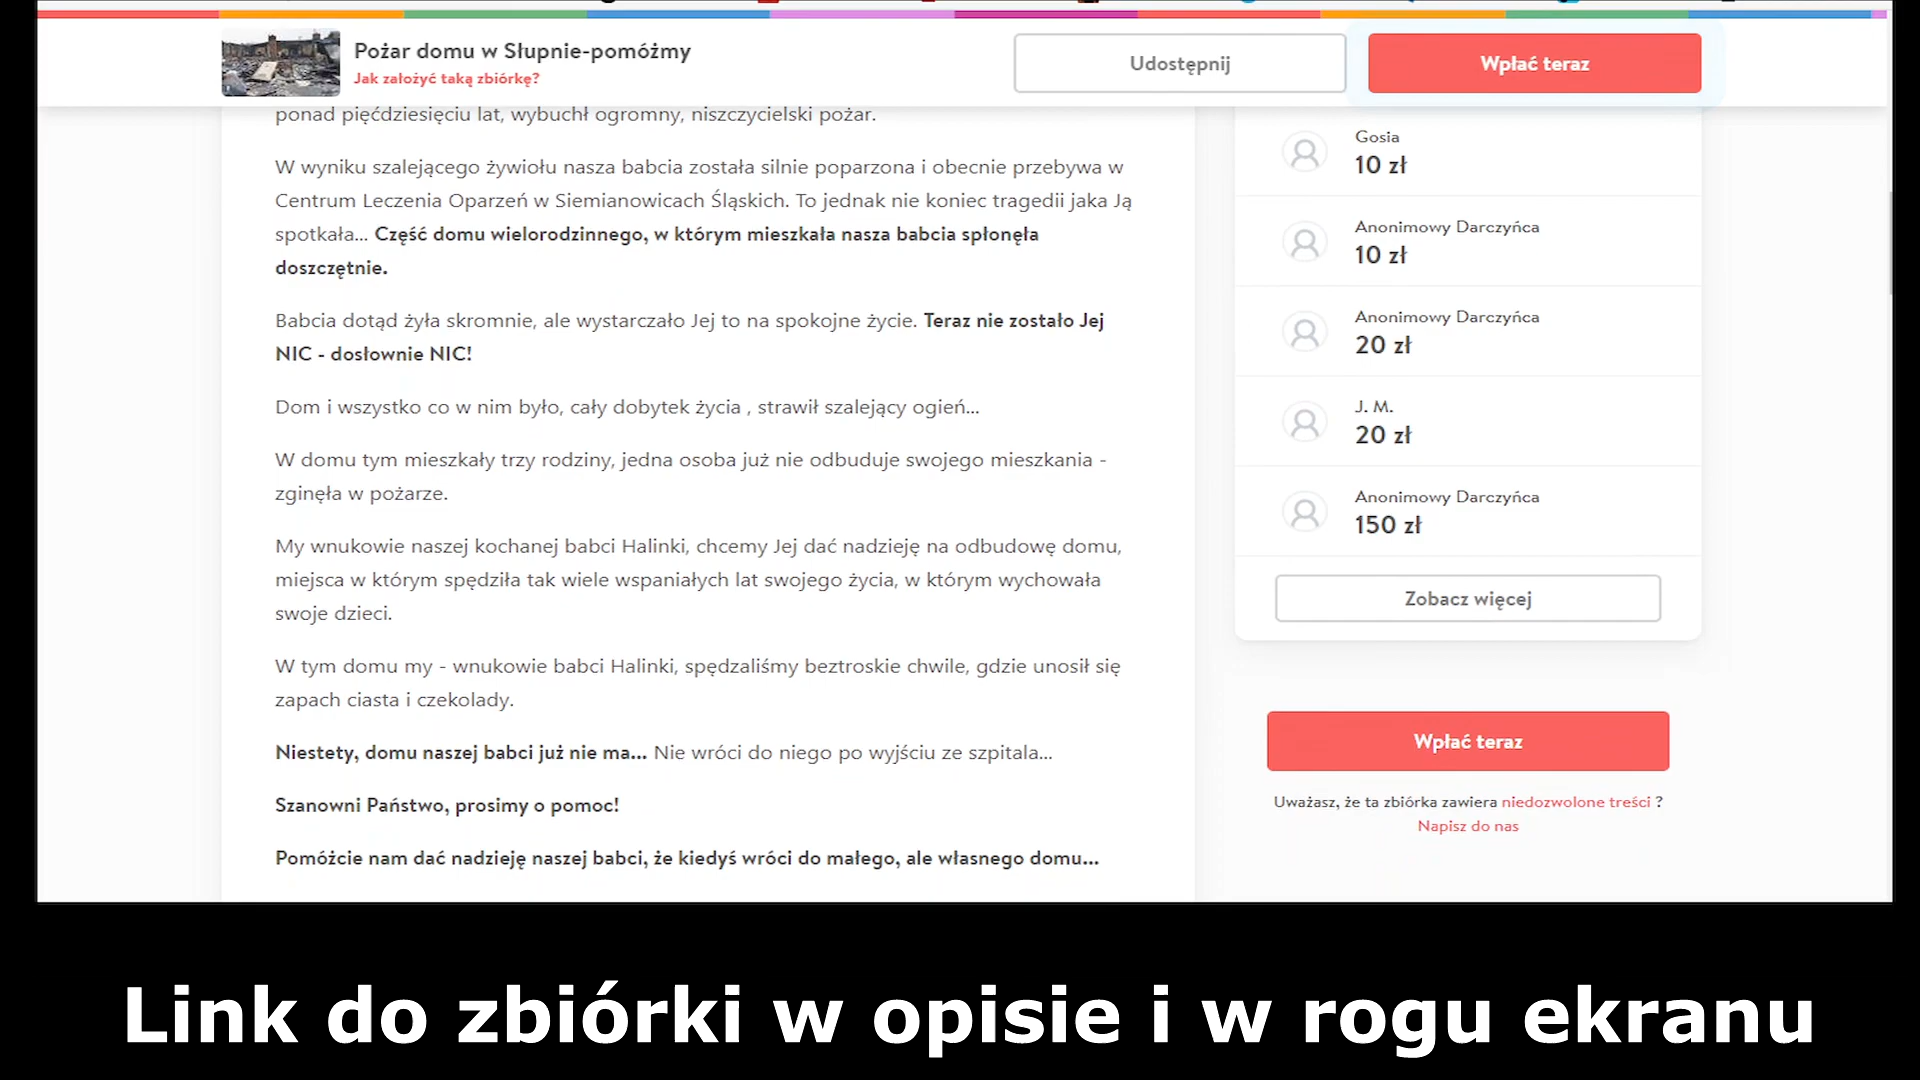 Pożar domu w Słupnie-pomóżmy
Jak założyć taką zbiórkę?
Udostępnij
Wpłać teraz
ponad pięćdziesięciu lat, wybuchł ogromny, niszczycielski pożar.
W wyniku szalejącego żywiołu nasza babcia została silnie poparzona i obecnie przebywa w
Centrum Leczenia Oparzeń w Siemianowicach Śląskich. To jednak nie koniec tragedii jaka Ją
spotkała... Część domu wielorodzinnego, w którym mieszkała nasza babcia spłonęła
doszczętnie.
Babcia dotąd żyła skromnie, ale wystarczało Jej to na spokojne życie. Teraz nie zostało Jej
NIC - dosłownie NIC!
Dom i wszystko co w nim było, cały dobytek życia , strawił szalejący ogień...
W domu tym mieszkały trzy rodziny, jedna osoba już nie odbuduje swojego mieszkania -
zginęła w pożarze.
My wnukowie naszej kochanej babci Halinki, chcemy Jej dać nadzieję na odbudowę domu,
miejsca w którym spędziła tak wiele wspaniałych lat swojego życia, w którym wychowała
swoje dzieci.
W tym domu my - wnukowie babci Halinki, spędzaliśmy beztroskie chwile, gdzie unosił się
zapach ciasta i czekolady.
Niestety, domu naszej babci już nie ma... Nie wróci do niego po wyjściu ze szpitala...
Szanowni Państwo, prosimy o pomoc!
Pomóżcie nam dać nadzieję naszej babci, że kiedyś wróci do małego, ale własnego domu...
Gosia
10 zł
Anonimowy Darczyńca
10 zł
Anonimowy Darczyńca
20 zł
J. M.
20 zł
Anonimowy Darczyńca
150 zł
Zobacz więcej
Wpłać teraz
Uważasz, że ta zbiórka zawiera niedozwolone treści ?
Napisz do nas
Link do zbiórki w opisie i w rogu ekranu